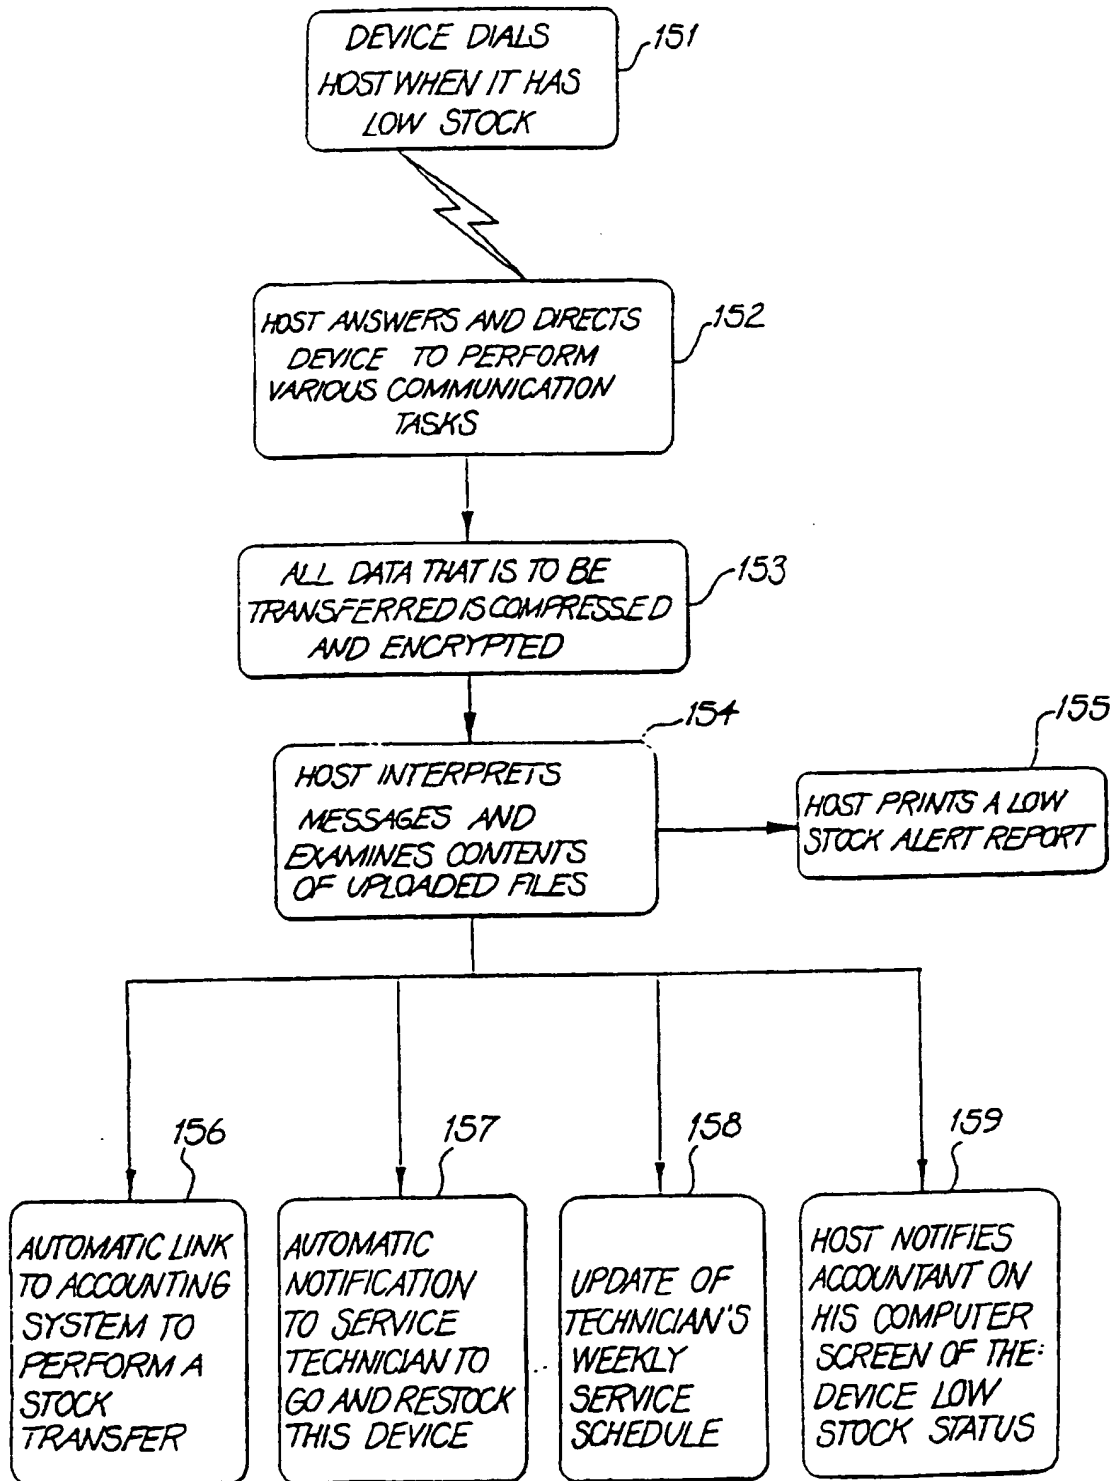 DEVICE DIALS
HOST WHEN IT HAS
LOW STOCK
151
HOST ANSWERS AND DIRECTS
DEVICE TO PERFORM
VARIOUS COMMUNICATION
TASKS
152
ALL DATA THAT IS TO BE
TRANSFERRED IS COMPRESSED
AND ENCRYPTED
153
HOST INTERPRETS
MESSAGES AND
EXAMINES CONTENTS
OF UPLOADED FILES
154
HOST PRINTS A LOW
STOCK ALERT REPORT
155
156
AUTOMATIC LINK
TO ACCOUNTING
SYSTEM TO
PERFORM A
STOCK
TRANSFER
157
AUTOMATIC
NOTIFICATION
TO SERVICE
TECHNICIAN TO
GO AND RESTOCK
THIS DEVICE
158
UPDATE OF
TECHNICIAN'S
WEEKLY
SERVICE
SCHEDULE
159
HOST NOTIFIES
ACCOUNTANT ON
HIS COMPUTER
SCREEN OF THE
DEVICE LOW
STOCK STATUS